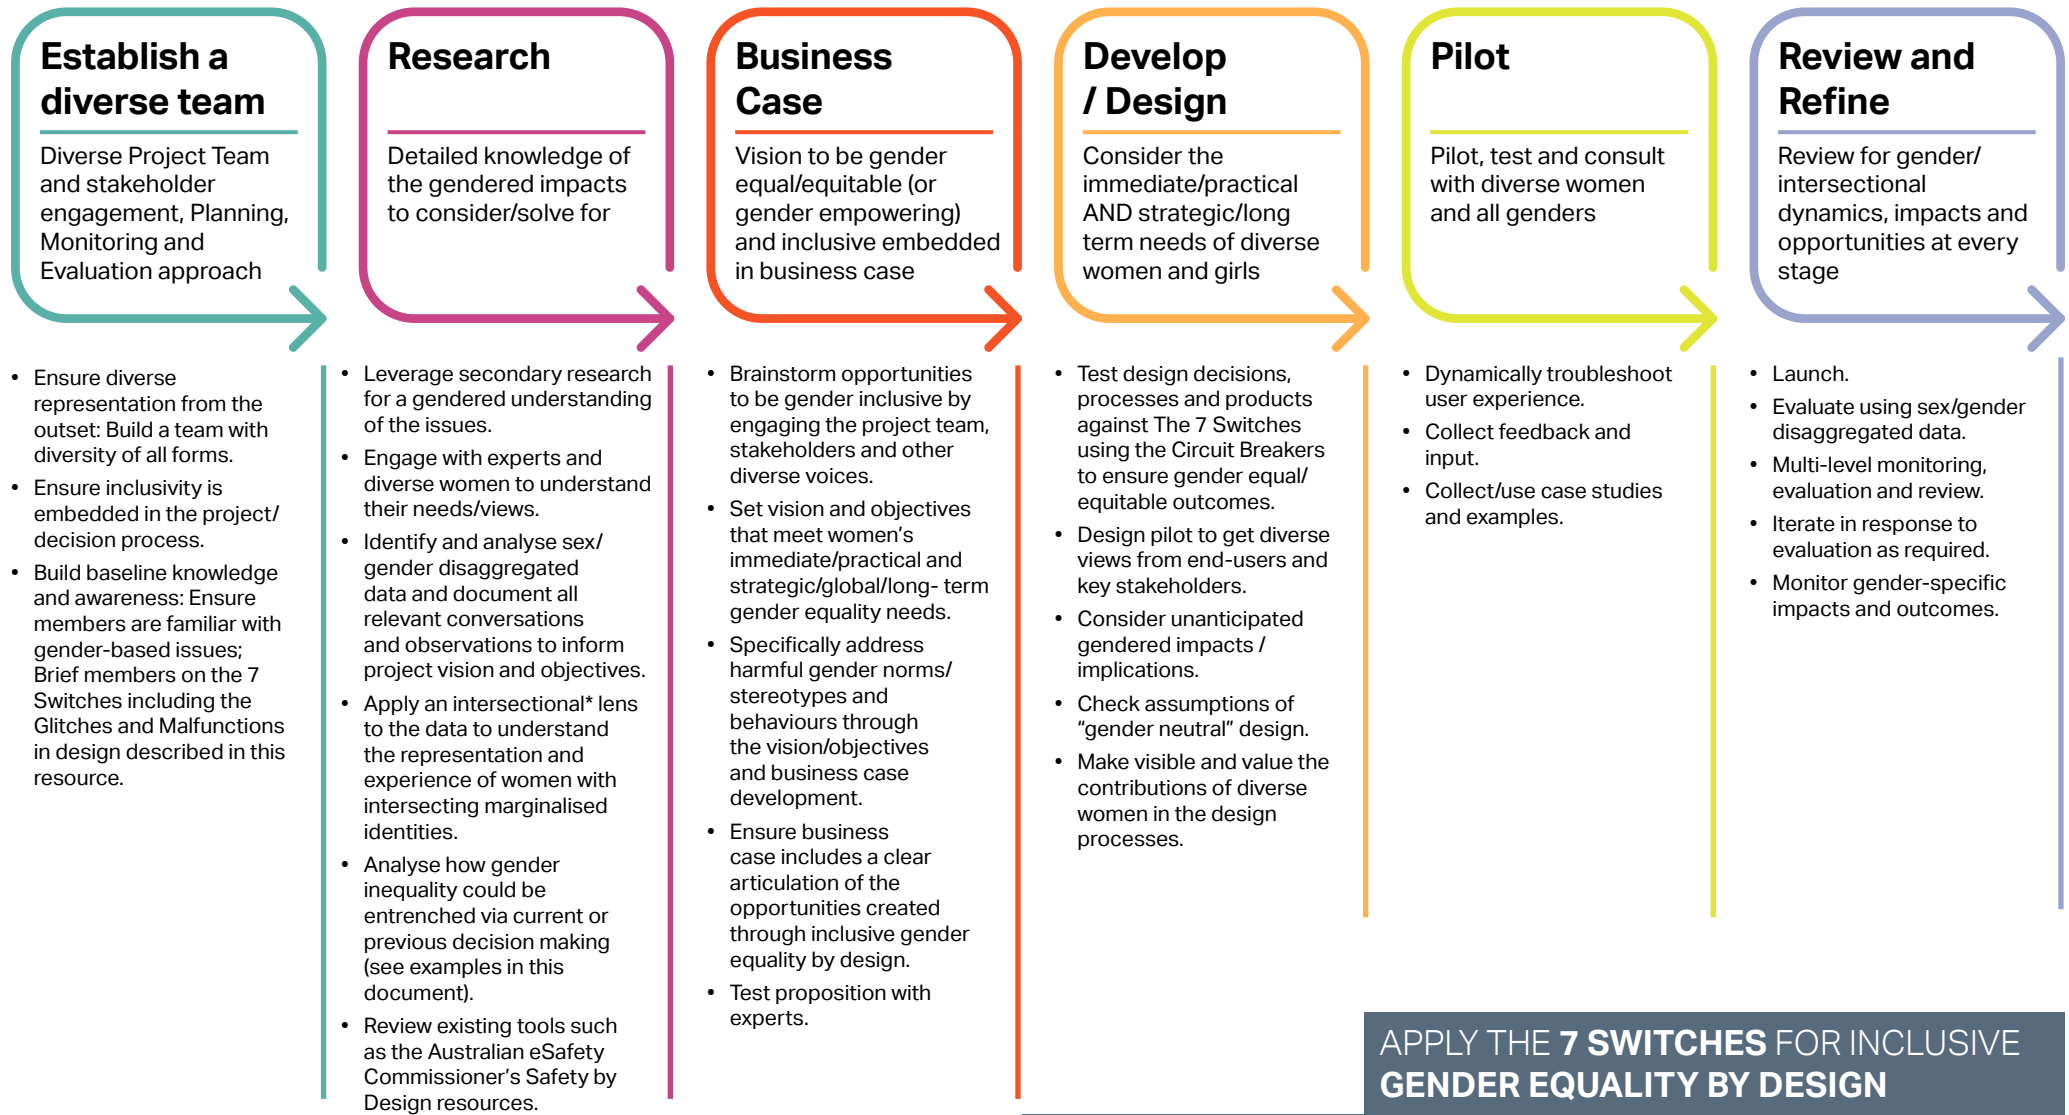 Establish a
diverse team
Diverse Project Team
and stakeholder
engagement, Planning,
Monitoring and
Evaluation approach
• Ensure diverse
representation from the
outset: Build a team with
diversity of all forms.
• Ensure inclusivity is
embedded in the project/
decision process.
• Build baseline knowledge
and awareness: Ensure
members are familiar with
gender-based issues;
Brief members on the 7
Switches including the
Glitches and Malfunctions
in design described in this
resource.
Research
Detailed knowledge of
the gendered impacts
to consider/solve for
• Leverage secondary research
for a gendered understanding
of the issues.
• Engage with experts and
diverse women to understand
their needs/views.
• Identify and analyse sex/
gender disaggregated
data and document all
relevant conversations
and observations to inform
project vision and objectives.
• Apply an intersectional* lens
to the data to understand
the representation and
experience of women with
intersecting marginalised
identities.
• Analyse how gender
inequality could be
entrenched via current or
previous decision making
(see examples in this
document).
• Review existing tools such
as the Australian eSafety
Commissioner's Safety by
Design resources.
Business
Case
Vision to be gender
equal/equitable (or
gender empowering)
and inclusive embedded
in business case
• Brainstorm opportunities
to be gender inclusive by
engaging the project team,
stakeholders and other
diverse voices.
• Set vision and objectives
that meet women's
immediate/practical and
strategic/global/long- term
gender equality needs.
• Specifically address
harmful gender norms/
stereotypes and
behaviours through
the vision/objectives
and business case
development.
• Ensure business
case includes a clear
articulation of the
opportunities created
through inclusive gender
equality by design.
• Test proposition with
experts.
Develop
/ Design
Consider the
immediate/practical
AND strategic/long
term needs of diverse
women and girls
• Test design decisions,
processes and products
against The 7 Switches
using the Circuit Breakers
to ensure gender equal/
equitable outcomes.
• Design pilot to get diverse
views from end-users and
key stakeholders.
• Consider unanticipated
gendered impacts /
implications.
• Check assumptions of
“gender neutral” design.
• Make visible and value the
contributions of diverse
women in the design
processes.
Pilot
Pilot, test and consult
with diverse women
and all genders
• Dynamically troubleshoot
user experience.
• Collect feedback and
input.
• Collect/use case studies
and examples.
Review and
Refine
Review for gender/
intersectional
dynamics, impacts and
opportunities at every
stage
• Launch.
• Evaluate using sex/gender
disaggregated data.
• Multi-level monitoring,
evaluation and review.
• Iterate in response to
evaluation as required.
• Monitor gender-specific
impacts and outcomes.
APPLY THE 7 SWITCHES FOR INCLUSIVE
GENDER EQUALITY BY DESIGN